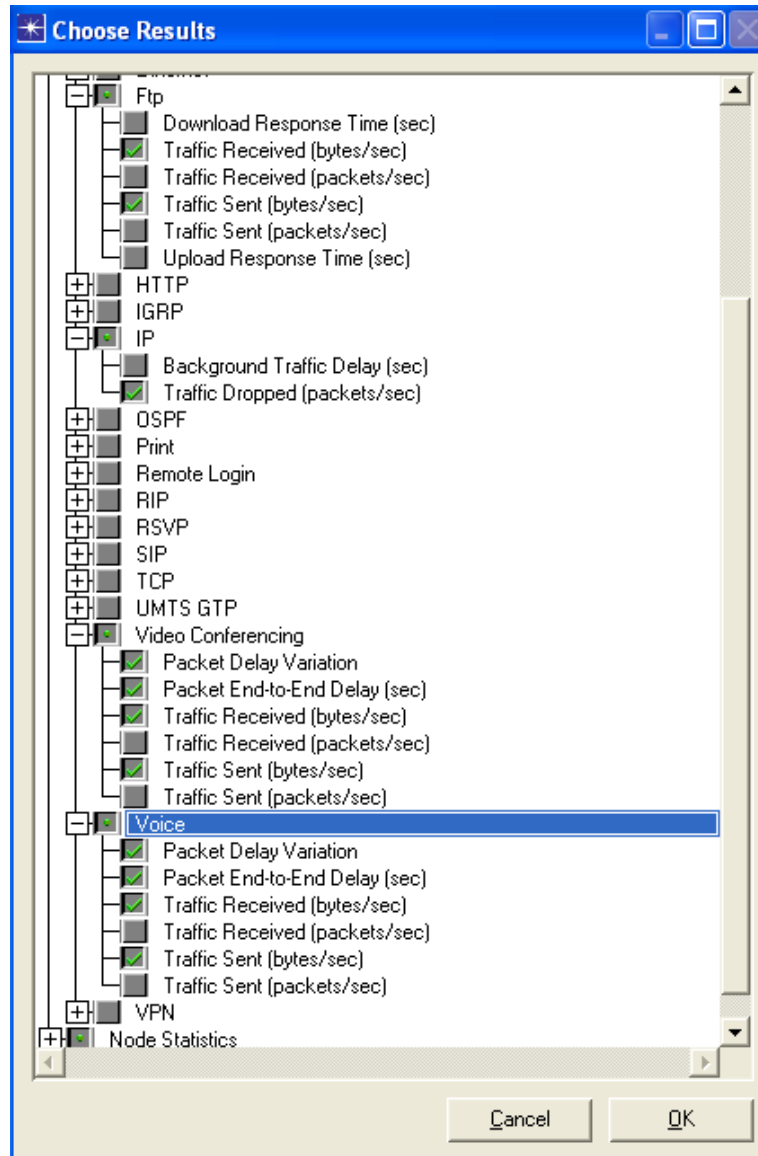 Choose Results
Ftp
Download Response Time (sec)
Traffic Received (bytes/sec)
Traffic Received (packets/sec)
Traffic Sent (bytes/sec)
Traffic Sent (packets/sec)
Upload Response Time (sec)
HTTP
IGRP
IP
Background Traffic Delay (sec)
Traffic Dropped (packets/sec)
OSPF
Print
Remote Login
RIP
RSVP
SIP
TCP
UMTS GTP
Video Conferencing
Packet Delay Variation
Packet End-to-End Delay (sec)
Traffic Received (bytes/sec)
Traffic Received (packets/sec)
Traffic Sent (bytes/sec)
Traffic Sent (packets/sec)
Voice
Packet Delay Variation
Packet End-to-End Delay (sec)
Traffic Received (bytes/sec)
Traffic Received (packets/sec)
Traffic Sent (bytes/sec)
Traffic Sent (packets/sec)
VPN
Node Statistics
Cancel OK